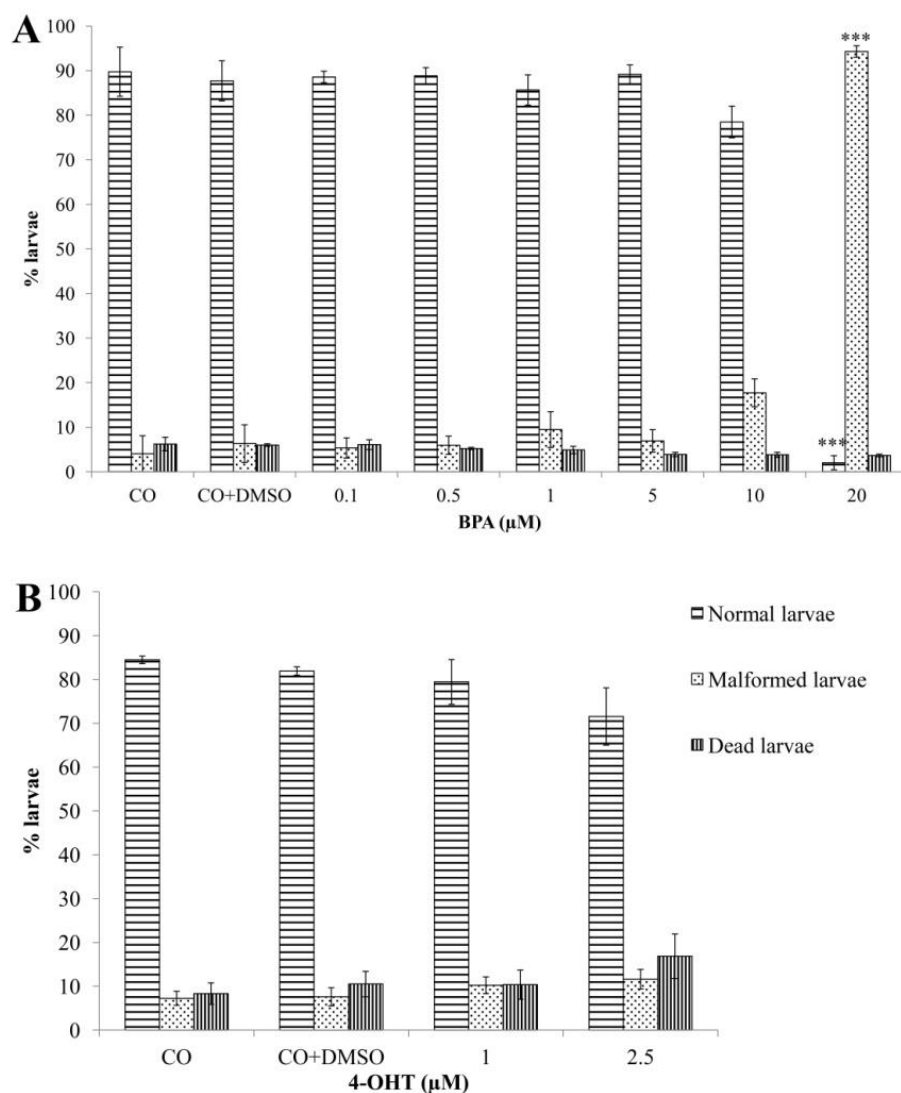 A
100
90
80
70
60
50
40
30
20
10
0
% larvae
***
***
CO CO+DMSO 0.1 0.5 1 5 10 20
BPA (µM)
B
100
90
80
70
60
50
40
30
20
10
0
% larvae
Normal larvae
Malformed larvae
Dead larvae
CO CO+DMSO 1 2.5
4-OHT (µM)